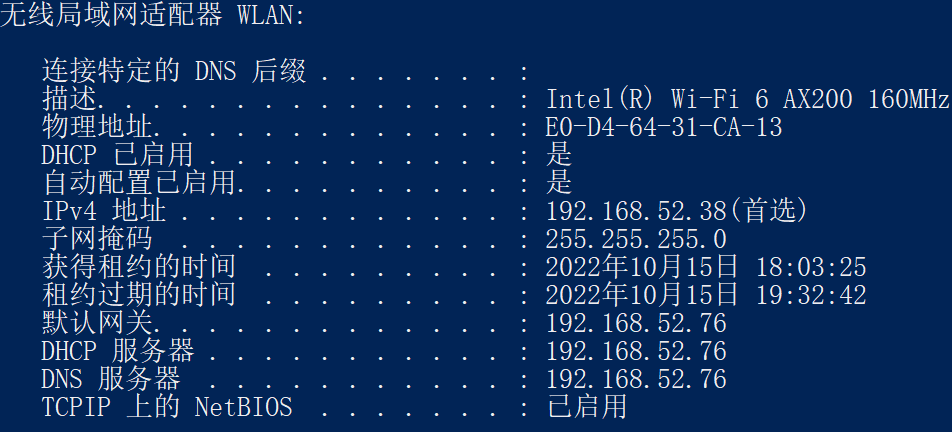 无线局域网适配器 WLAN:
连接特定的 DNS 后缀 . . . . . . . :
描述. . . . . . . . . . . . . . . : Intel(R) Wi-Fi 6 AX200 160MHz
物理地址. . . . . . . . . . . . . : E0-D4-64-31-CA-13
DHCP 已启用 . . . . . . . . . . . : 是
自动配置已启用. . . . . . . . . . : 是
IPv4 地址 . . . . . . . . . . . . : 192.168.52.38(首选)
子网掩码  . . . . . . . . . . . . : 255.255.255.0
获得租约的时间  . . . . . . . . . : 2022年10月15日 18:03:25
租约过期的时间  . . . . . . . . . : 2022年10月15日 19:32:42
默认网关. . . . . . . . . . . . . : 192.168.52.76
DHCP 服务器 . . . . . . . . . . . : 192.168.52.76
DNS 服务器  . . . . . . . . . . . : 192.168.52.76
TCPIP 上的 NetBIOS  . . . . . . . : 已启用